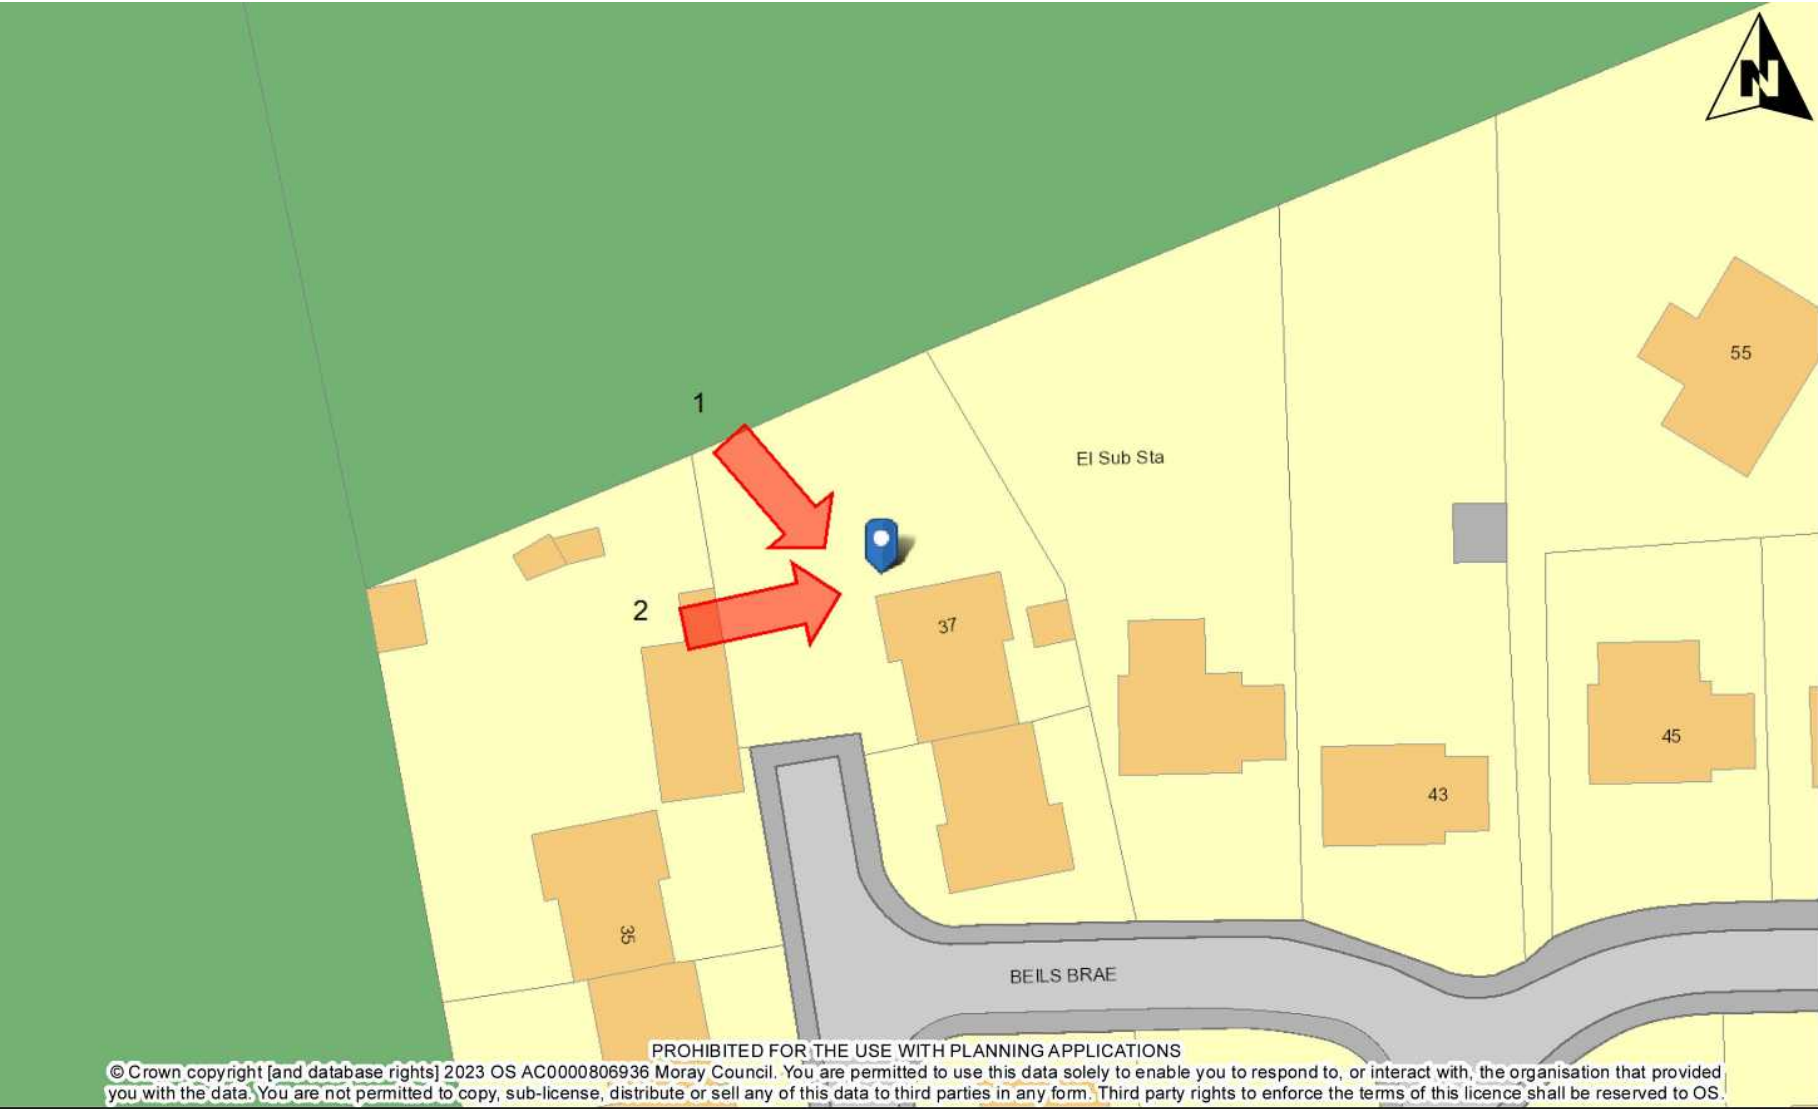 N
55
1
El Sub Sta
2
37
45
43
35
BEILS BRAE
PROHIBITED FOR THE USE WITH PLANNING APPLICATIONS
© Crown copyright [and database rights] 2023 OS AC0000806936 Moray Council. You are permitted to use this data solely to enable you to respond to, or interact with, the organisation that provided
you with the data. You are not permitted to copy, sub-license, distribute or sell any of this data to third parties in any form. Third party rights to enforce the terms of this licence shall be reserved to OS.